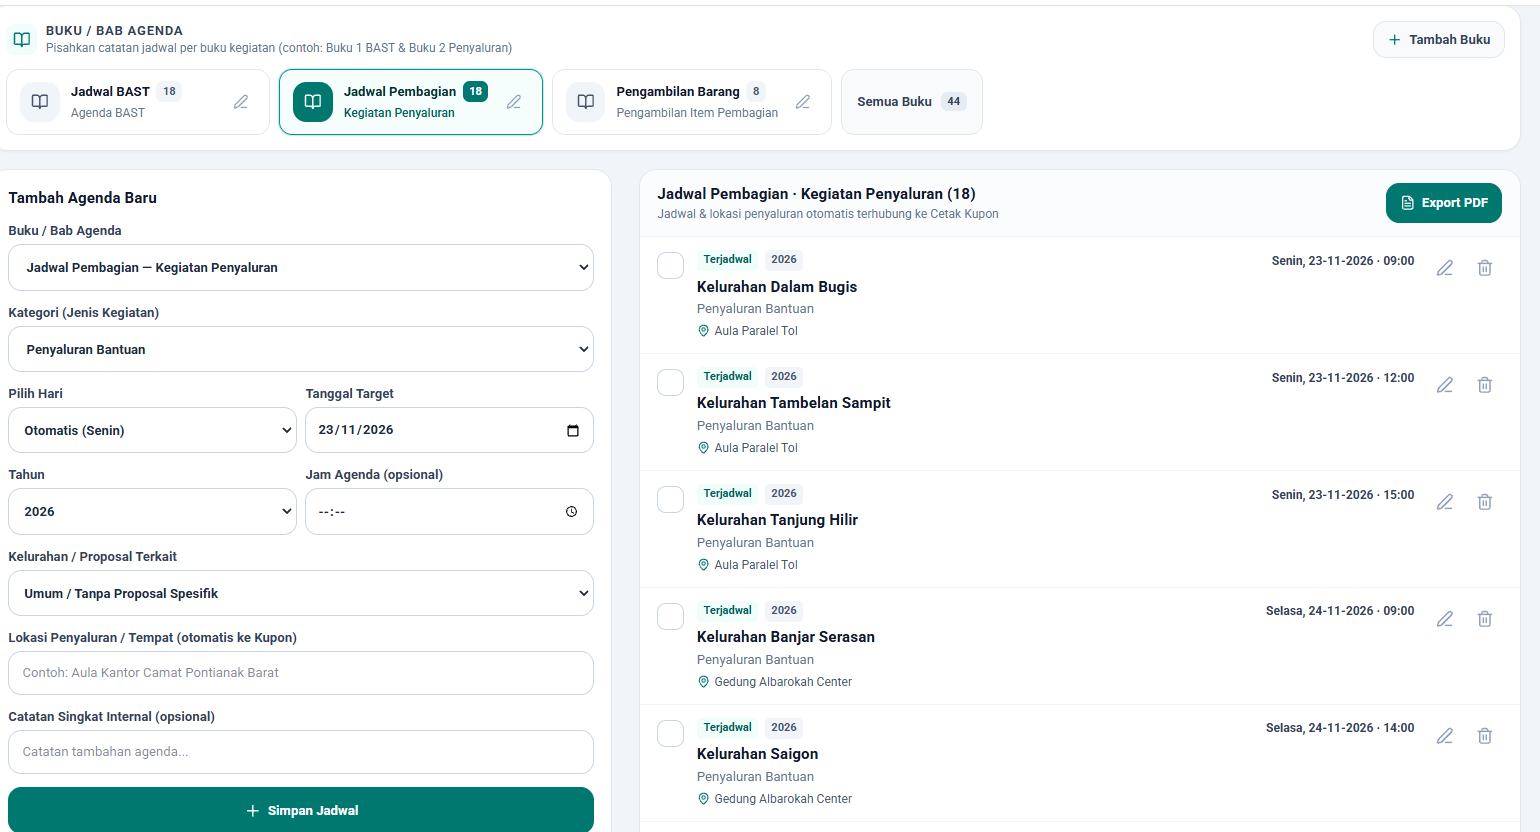 BUKU / BAB AGENDA
Pisahkan catatan jadwal per buku kegiatan (contoh: Buku 1 BAST & Buku 2 Penyaluran)
Tambah Buku
Jadwal BAST 18
Agenda BAST
Jadwal Pembagian 18
Kegiatan Penyaluran
Pengambilan Barang 8
Pengambilan Item Pembagian
Semua Buku 44
Tambah Agenda Baru
Buku / Bab Agenda
Jadwal Pembagian — Kegiatan Penyaluran
Kategori (Jenis Kegiatan)
Penyaluran Bantuan
Pilih Hari
Otomatis (Senin)
Tanggal Target
23/11/2026
Tahun
2026
Jam Agenda (opsional)
--:--
Kelurahan / Proposal Terkait
Umum / Tanpa Proposal Spesifik
Lokasi Penyaluran / Tempat (otomatis ke Kupon)
Contoh: Aula Kantor Camat Pontianak Barat
Catatan Singkat Internal (opsional)
Catatan tambahan agenda...
Simpan Jadwal
Jadwal Pembagian · Kegiatan Penyaluran (18)
Jadwal & lokasi penyaluran otomatis terhubung ke Cetak Kupon
Export PDF
Terjadwal 2026
Senin, 23-11-2026 · 09:00
Kelurahan Dalam Bugis
Penyaluran Bantuan
Aula Paralel Tol
Terjadwal 2026
Senin, 23-11-2026 · 12:00
Kelurahan Tambelan Sampit
Penyaluran Bantuan
Aula Paralel Tol
Terjadwal 2026
Senin, 23-11-2026 · 15:00
Kelurahan Tanjung Hilir
Penyaluran Bantuan
Aula Paralel Tol
Terjadwal 2026
Selasa, 24-11-2026 · 09:00
Kelurahan Banjar Serasan
Penyaluran Bantuan
Gedung Albarokah Center
Terjadwal 2026
Selasa, 24-11-2026 · 14:00
Kelurahan Saigon
Penyaluran Bantuan
Gedung Albarokah Center